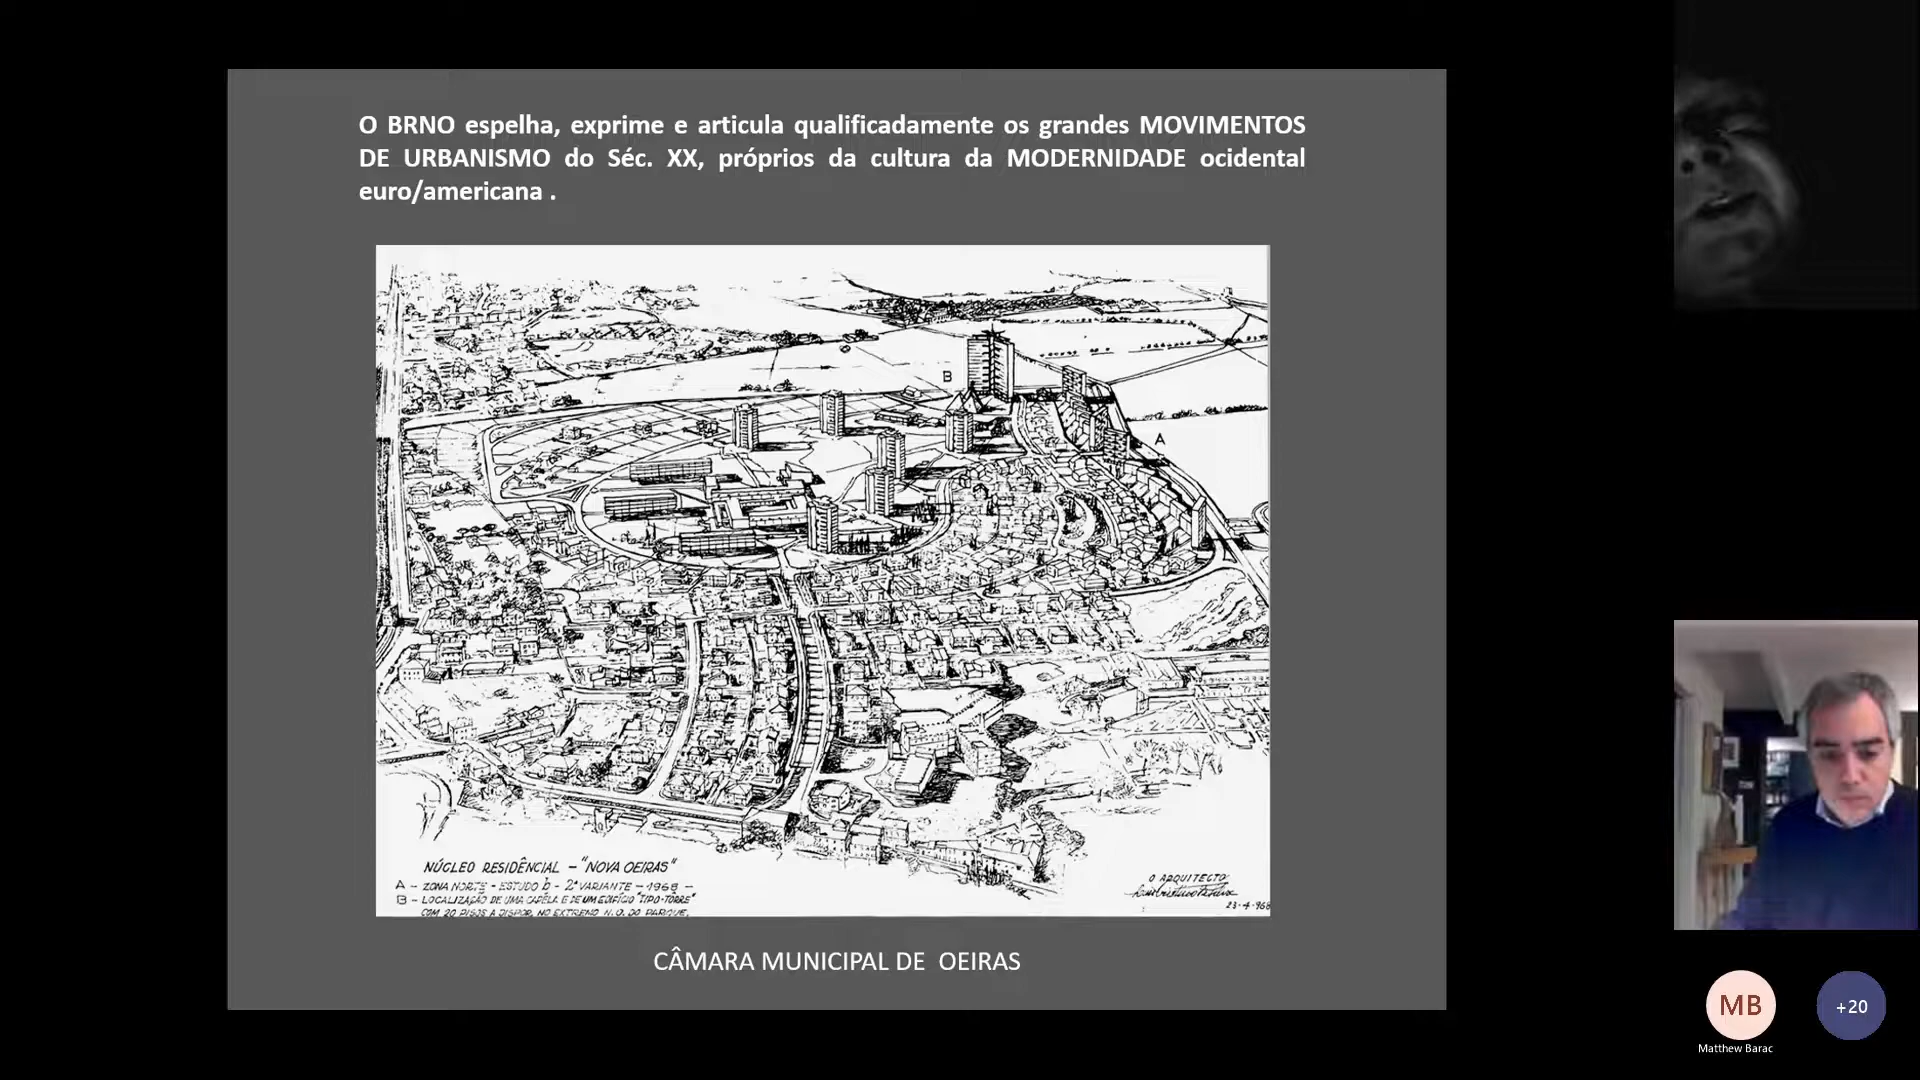 O BRNO espelha, exprime e articula qualificadamente os grandes MOVIMENTOS
DE URBANISMO do Séc. XX, próprios da cultura da MODERNIDADE ocidental
euro/americana .
B
A
NÚCLEO RESIDÊNCIAL – "NOVA OEIRAS"
A – ZONA NORTE - ESTUDO b - 2ª VARIANTE – 1968 –
B – LOCALIZAÇÃO DE UMA CAPÉLA E DE UM EDIFÍCIO "TIPO-TÔRRE"
COM 20 PISOS A DISPOR, NO EXTREMO N. O. DO PARQUE.
O ARQUITECTO
23-4-968
CÂMARA MUNICIPAL DE OEIRAS
MB
+20
Matthew Barac